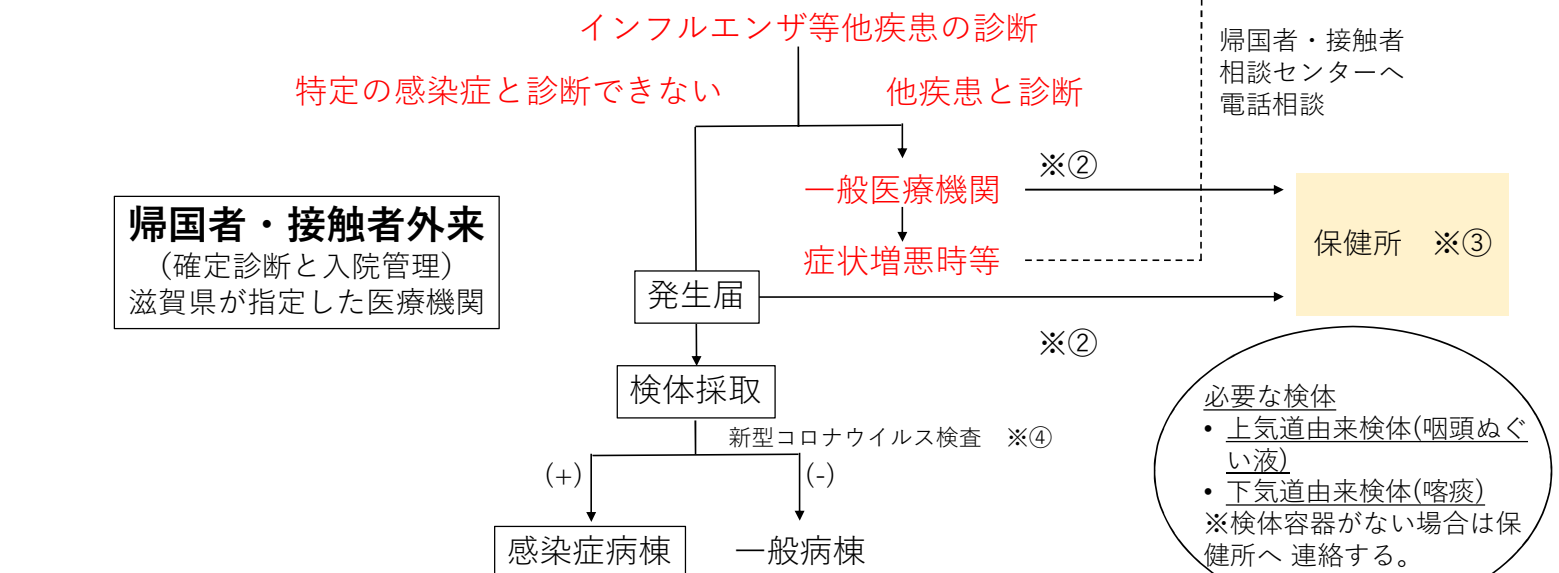 インフルエンザ等他疾患の診断
帰国者・接触者
相談センターへ
電話相談
特定の感染症と診断できない
他疾患と診断
※②
一般医療機関
帰国者・接触者外来
（確定診断と入院管理）
滋賀県が指定した医療機関
保健所　※③
症状増悪時等
発生届
※②
検体採取
必要な検体
• 上気道由来検体(咽頭ぬぐ
い液)
• 下気道由来検体(喀痰)
※検体容器がない場合は保
健所へ 連絡する。
新型コロナウイルス検査　※④
(+)
(-)
感染症病棟
一般病棟